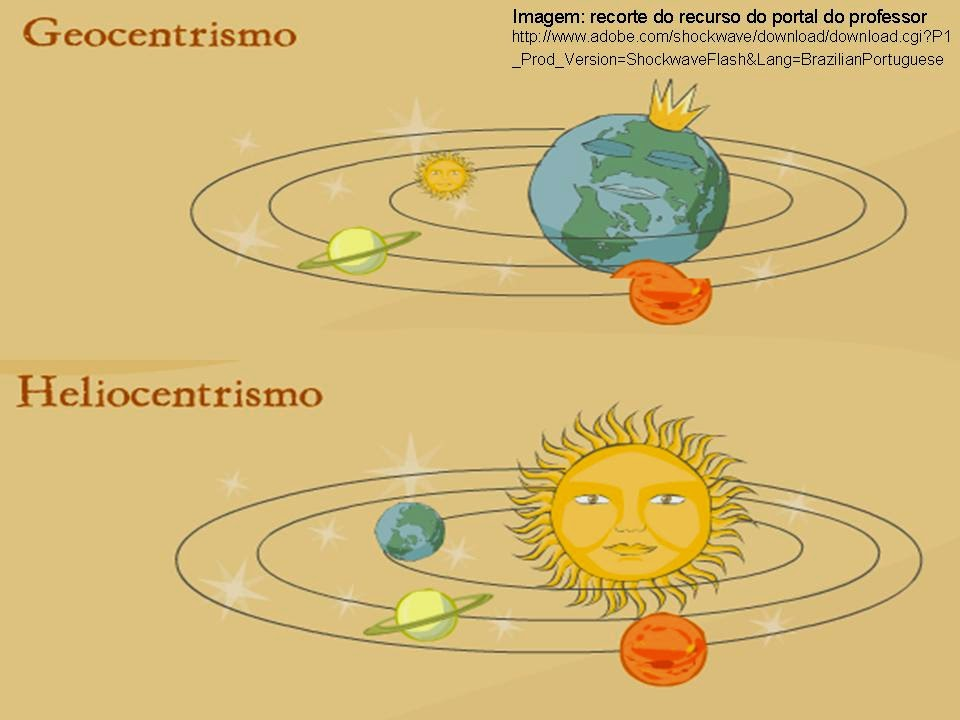 Geocentrismo
Imagem: recorte do recurso do portal do professor
http://www.adobe.com/shockwave/download/download.cgi?P1
_Prod_Version=ShockwaveFlash&Lang=BrazilianPortuguese
Heliocentrismo